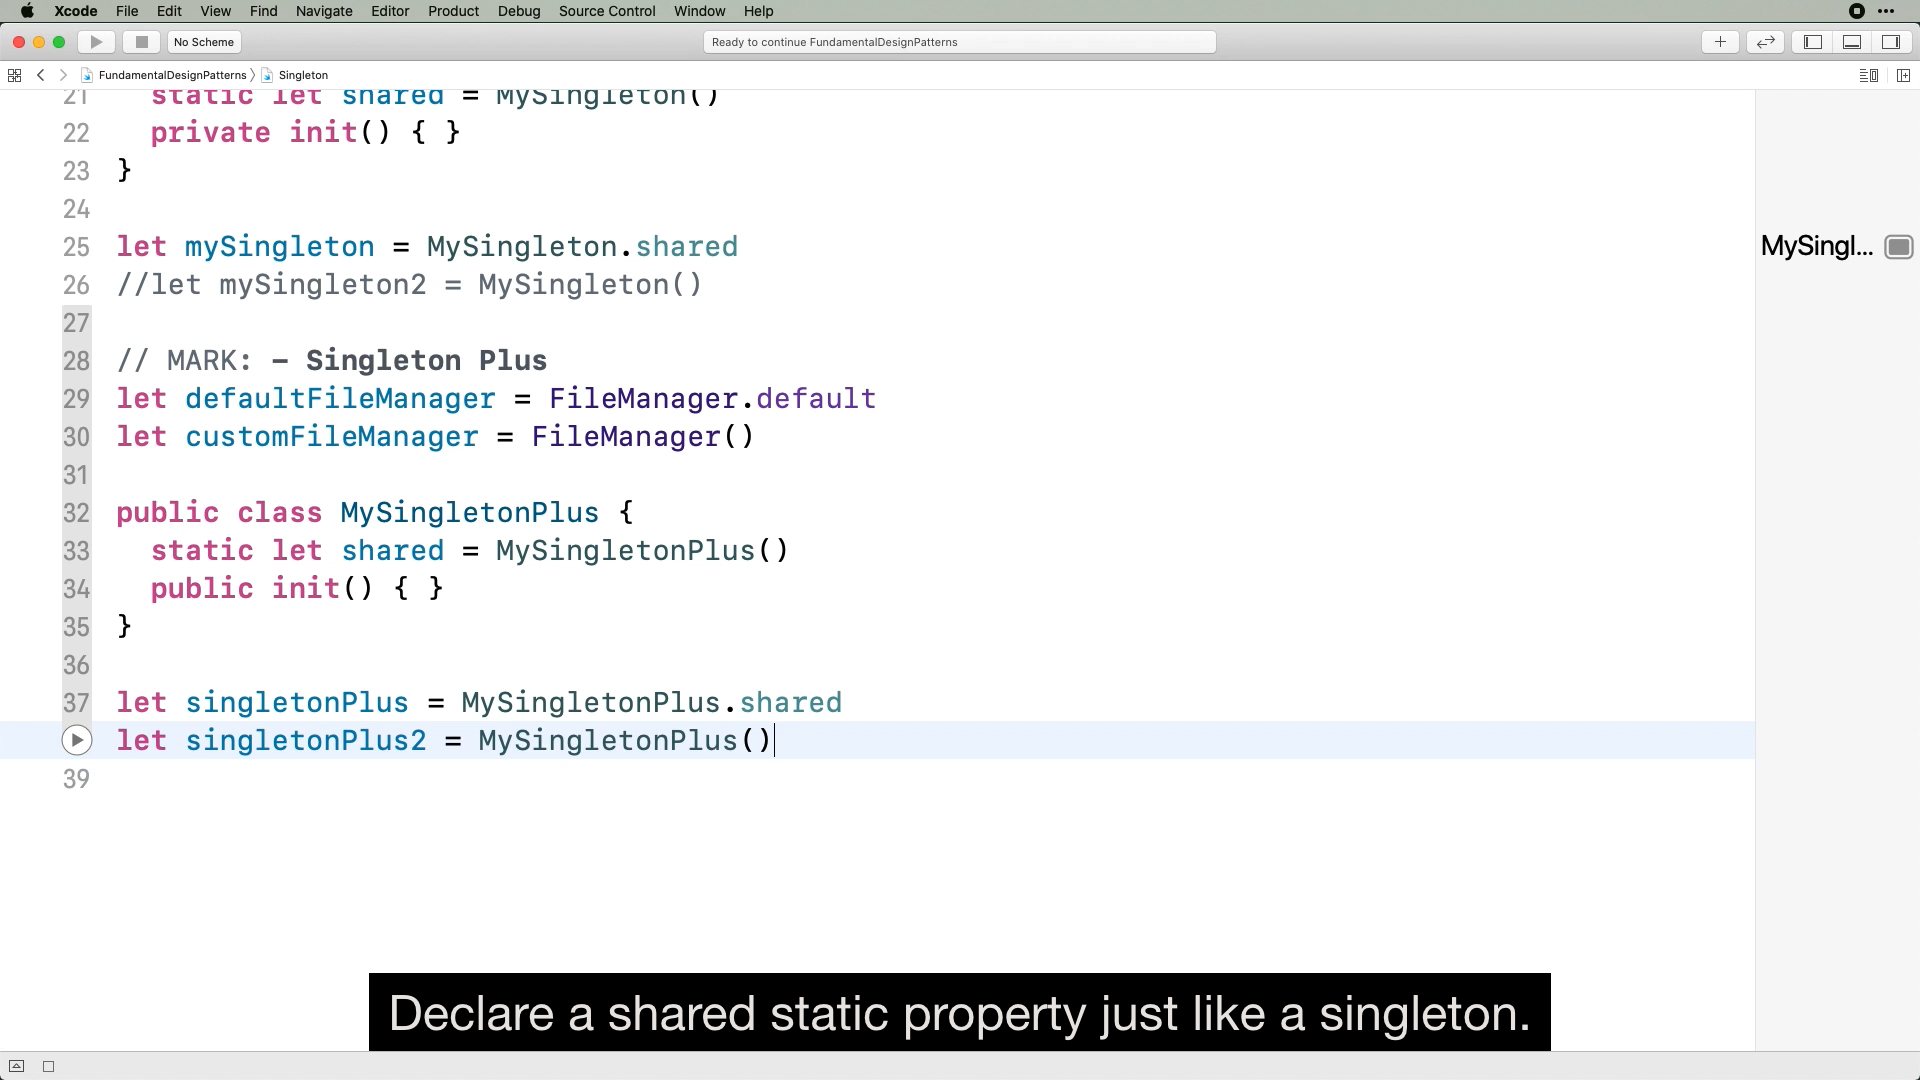 Xcode File Edit View Find Navigate Editor Product Debug Source Control Window Help
No Scheme
Ready to continue FundamentalDesignPatterns
FundamentalDesignPatterns Singleton
21 static let shared = MySingleton()
22 private init() { }
23 }
24
25 let mySingleton = MySingleton.shared
MySingl...
26 //let mySingleton2 = MySingleton()
27
28 // MARK: – Singleton Plus
29 let defaultFileManager = FileManager.default
30 let customFileManager = FileManager()
31
32 public class MySingletonPlus {
33 static let shared = MySingletonPlus()
34 public init() { }
35 }
36
37 let singletonPlus = MySingletonPlus.shared
let singletonPlus2 = MySingletonPlus()
39
Declare a shared static property just like a singleton.